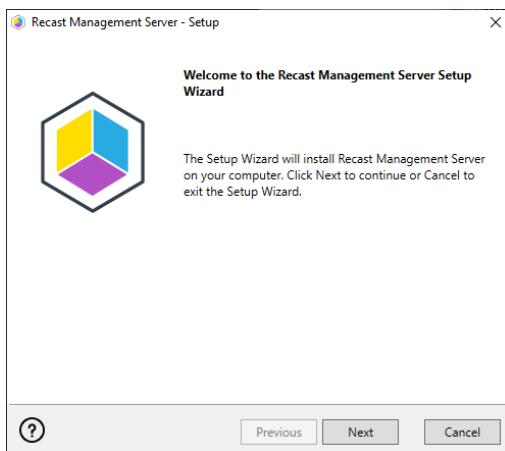 Recast Management Server - Setup
Welcome to the Recast Management Server Setup
Wizard
The Setup Wizard will install Recast Management Server
on your computer. Click Next to continue or Cancel to
exit the Setup Wizard.
?
Previous
Next
Cancel